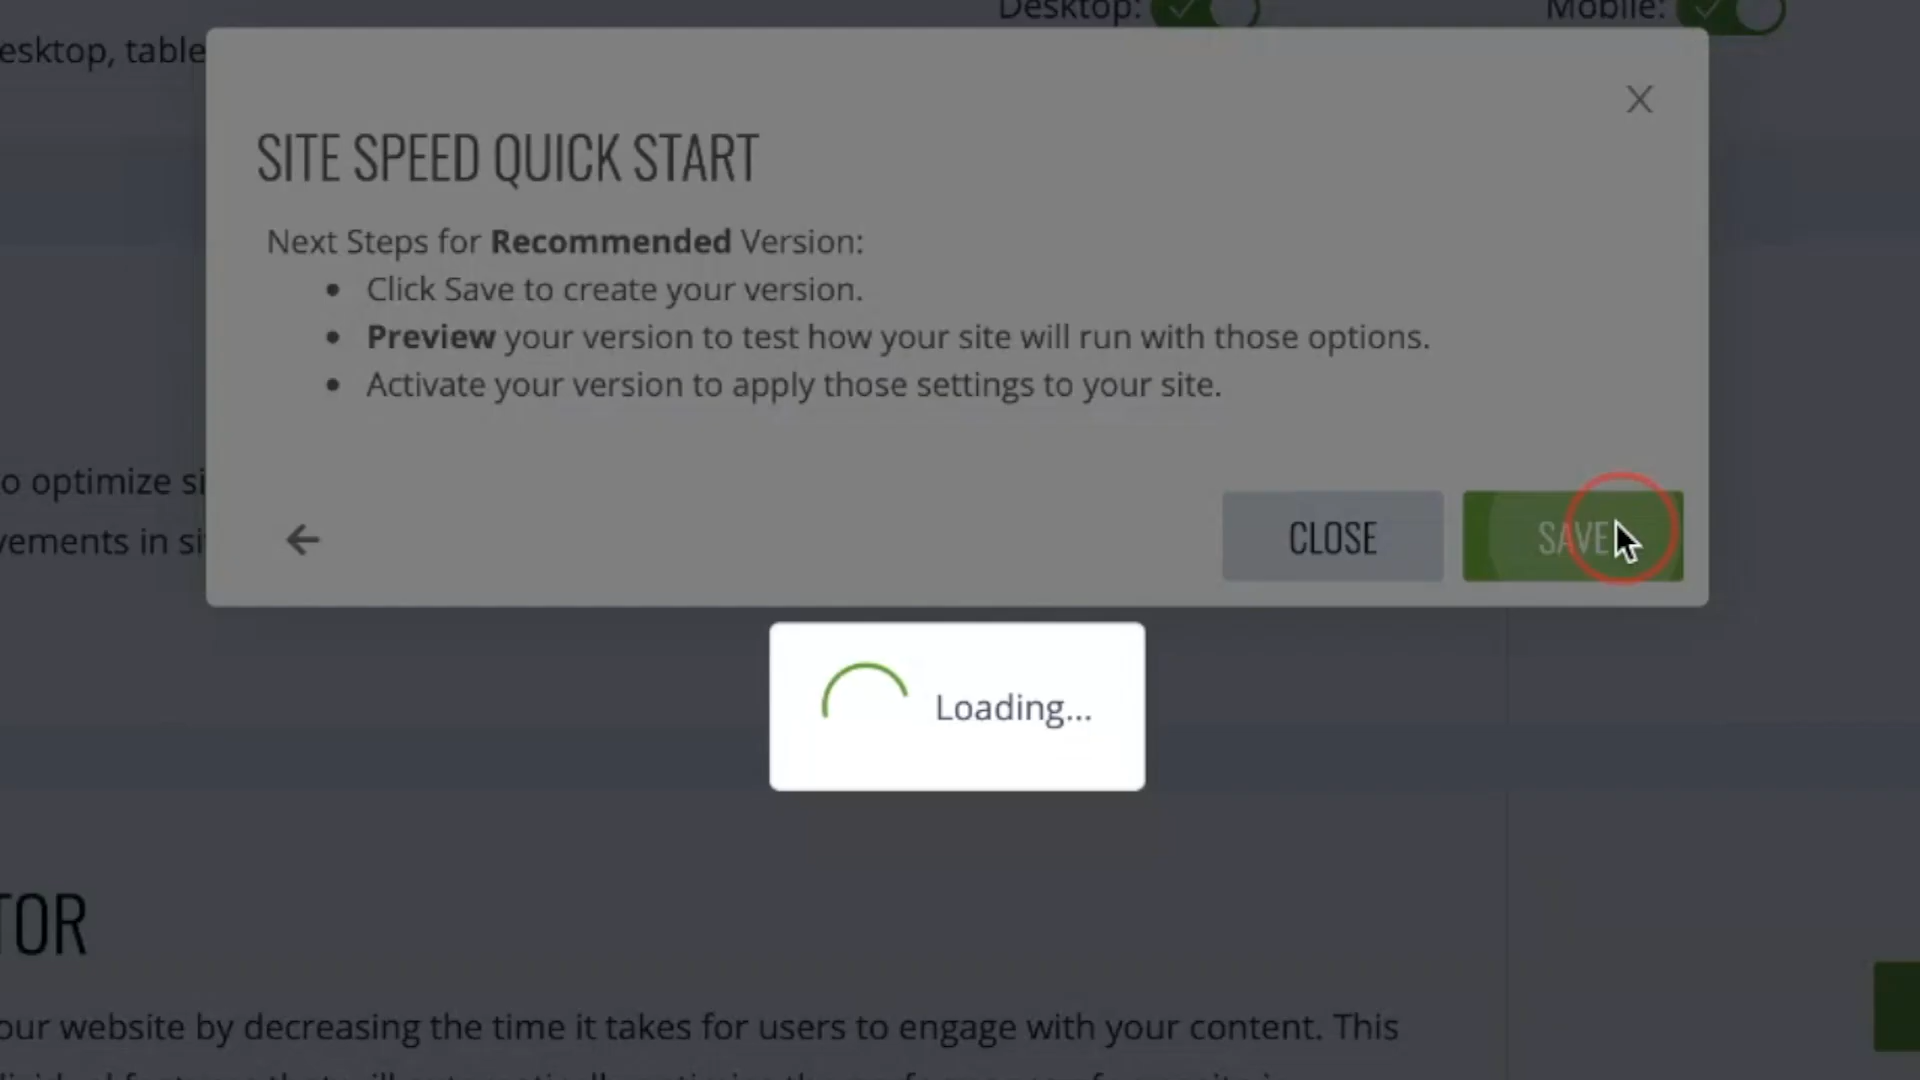 Desktop:
Mobile:
esktop, table
SITE SPEED QUICK START
X
Next Steps for Recommended Version:
• Click Save to create your version.
• Preview your version to test how your site will run with those options.
• Activate your version to apply those settings to your site.
o optimize si
vements in si
CLOSE
SAVE
Loading...
TOR
our website by decreasing the time it takes for users to engage with your content. This